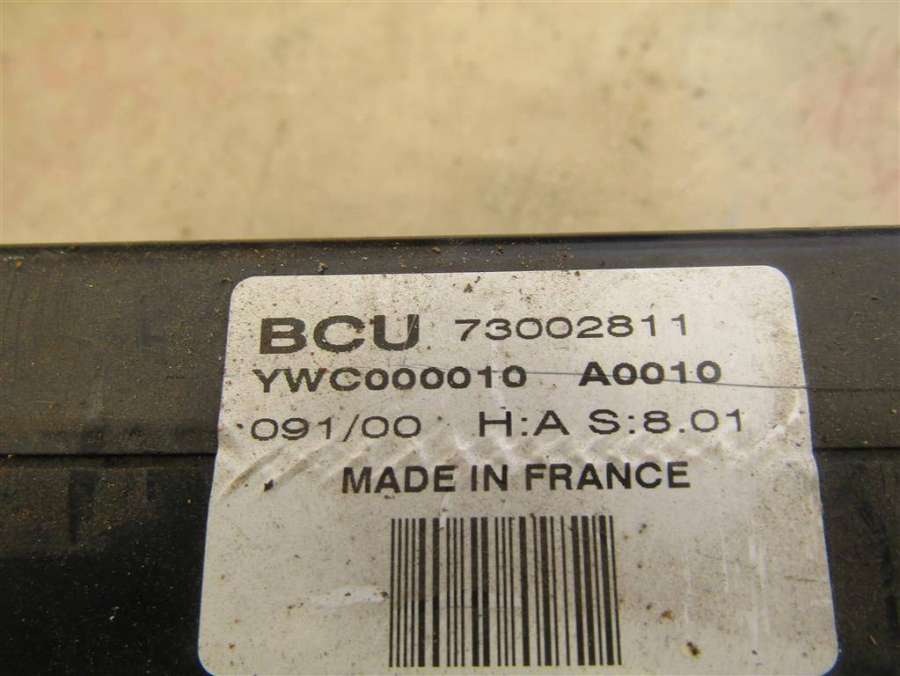 BCU 73002811
YWC000010 A0010
091/00 H:A S:8.01
MADE IN FRANCE